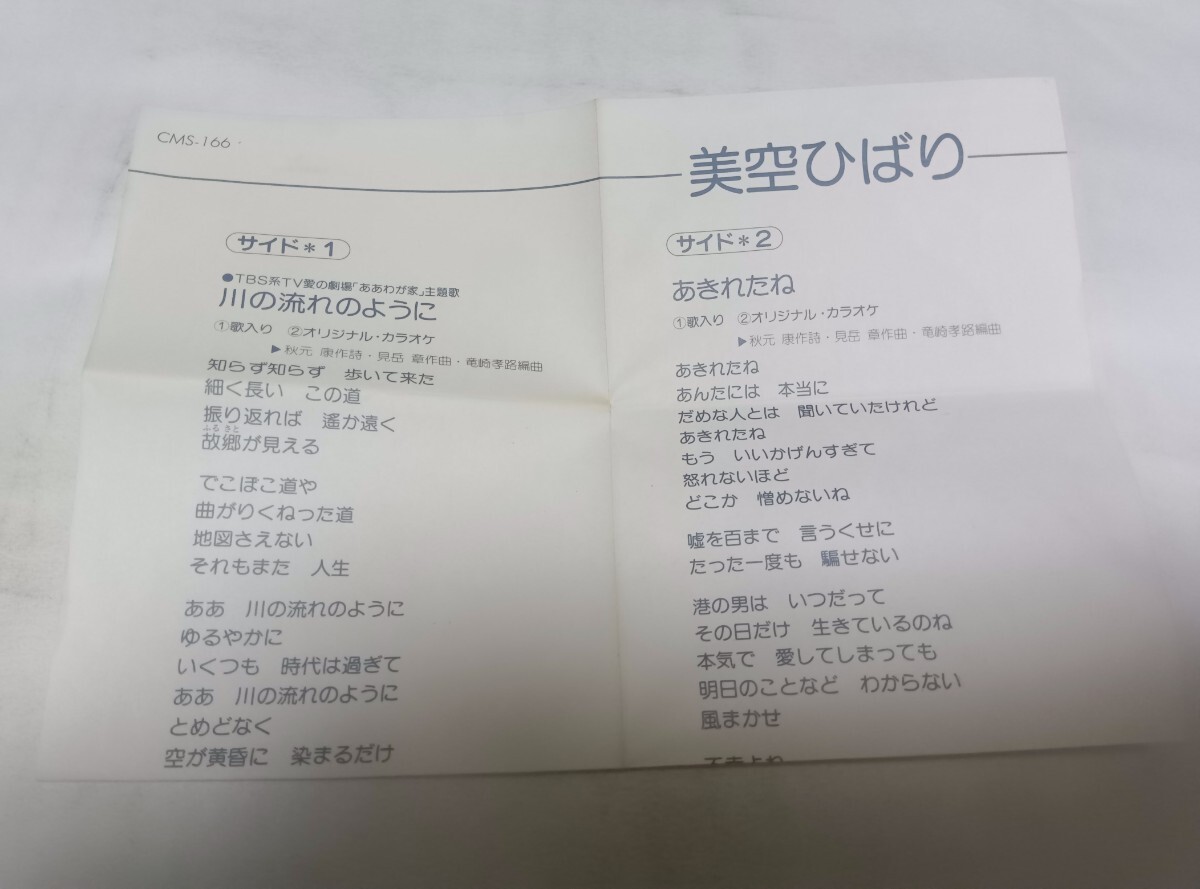 CMS-166
美空ひばり
サイド*1
●TBS系TV愛の劇場「ああわが家」主題歌
川の流れのように
①歌入り ②オリジナル・カラオケ
▶秋元 康作詩・見岳 章作曲・竜崎孝路編曲
知らず知らず 歩いて来た
細く長い この道
振り返れば 遙か遠く
ふるさと
故郷が見える
でこぼこ道や
曲がりくねった道
地図さえない
それもまた 人生
ああ 川の流れのように
ゆるやかに
いくつも 時代は過ぎて
ああ 川の流れのように
とめどなく
空が黄昏に 染まるだけ
サイド*2
あきれたね
①歌入り ②オリジナル・カラオケ
▶秋元 康作詩・見岳 章作曲・竜崎孝路編曲
あきれたね
あんたには 本当に
だめな人とは 聞いていたけれど
あきれたね
もう いいかげんすぎて
怒れないほど
どこか 憎めないね
嘘を百まで 言うくせに
たった一度も 騙せない
港の男は いつだって
その日だけ 生きているのね
本気で 愛してしまっても
明日のことなど わからない
風まかせ